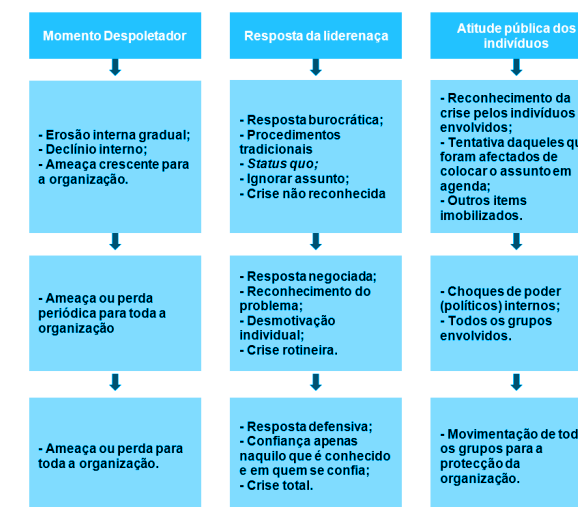 Momento Despoletador
Resposta da liderenaça
Atitude pública dos
indivíduos
- Erosão interna gradual;
- Declínio interno;
- Ameaça crescente para
a organização.
- Resposta burocrática;
- Procedimentos
tradicionais
- Status quo;
- Ignorar assunto;
- Crise não reconhecida
- Reconhecimento da
crise pelos indivíduos
envolvidos;
- Tentativa daqueles qu
foram afectados de
colocar o assunto em
agenda;
- Outros items
imobilizados.
- Ameaça ou perda
periódica para toda a
organização
- Resposta negociada;
- Reconhecimento do
problema;
- Desmotivação
individual;
- Crise rotineira.
- Choques de poder
(políticos) internos;
- Todos os grupos
envolvidos.
- Ameaça ou perda para
toda a organização.
- Resposta defensiva;
- Confiança apenas
naquilo que é conhecido
e em quem se confia;
- Crise total.
- Movimentação de tod
os grupos para a
protecção da
organização.